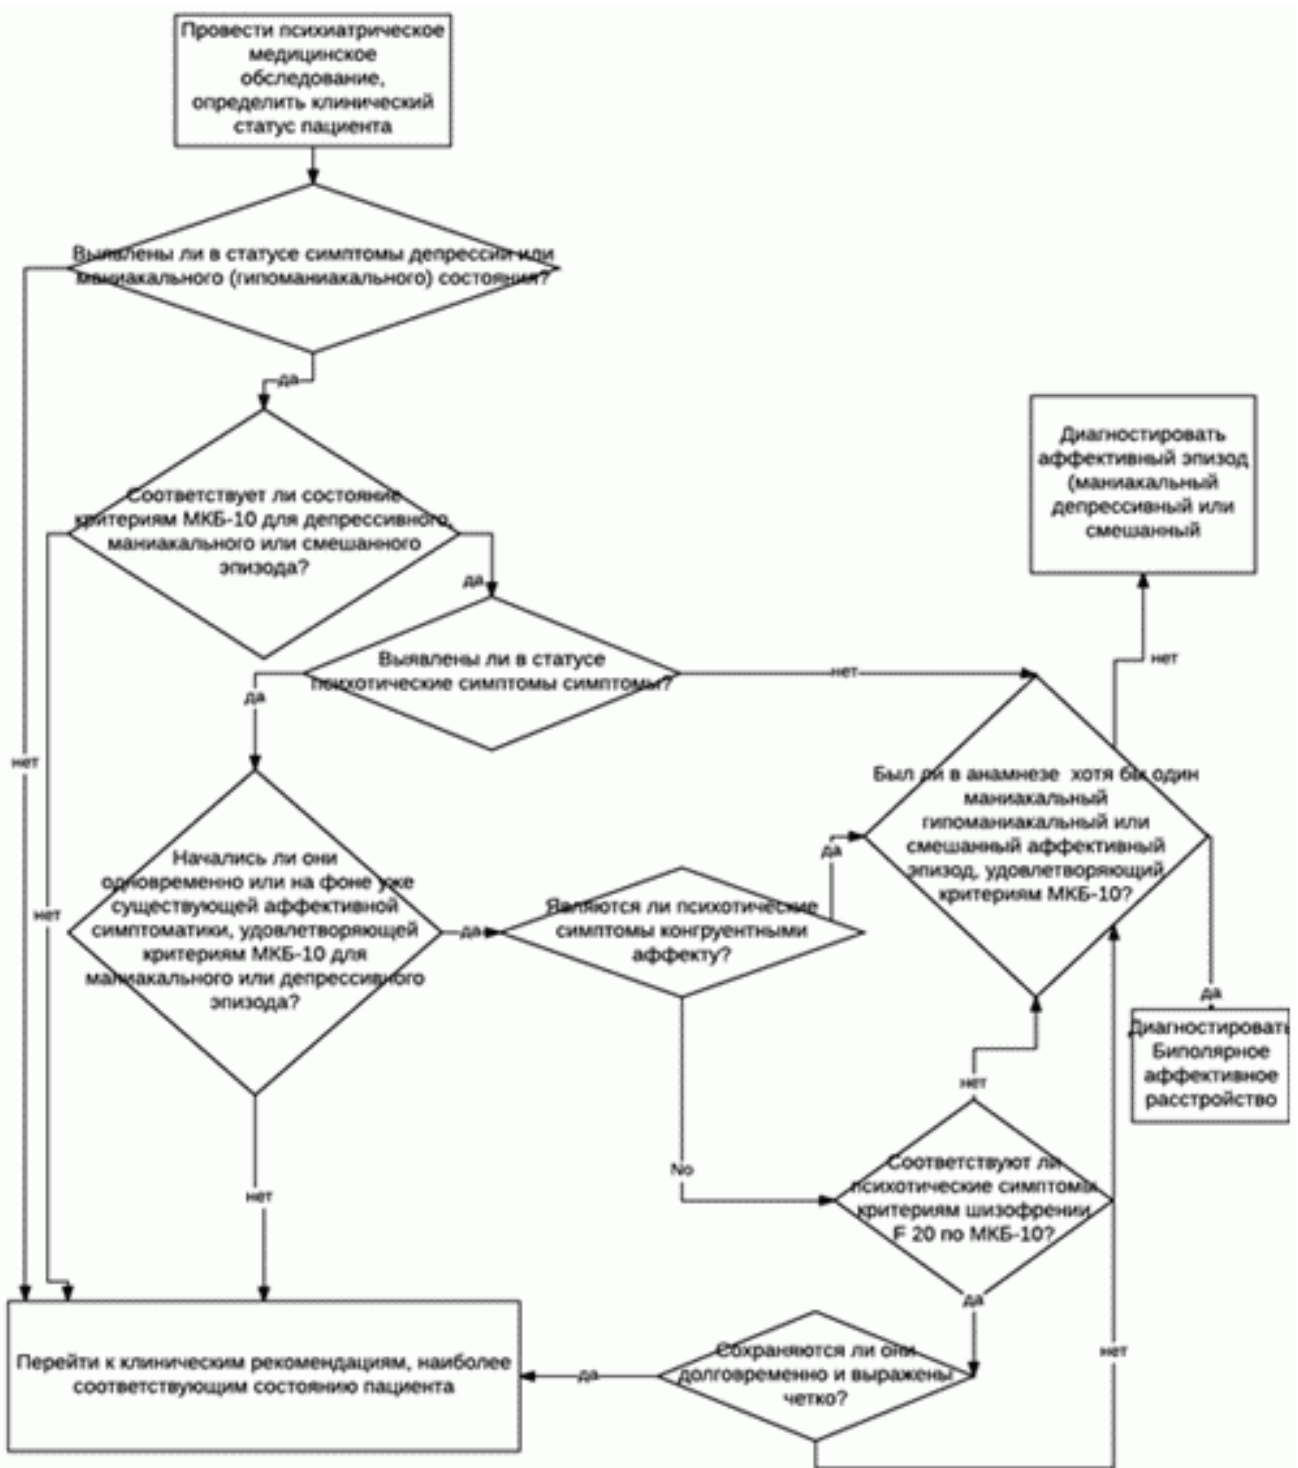 Провести психиатрическое
медицинское
обследование,
определить клинический
статус пациента
Выявлены ли в статусе симптомы депрессии или
маниакального (гипоманиакального) состояния?
да
Соответствует ли состояние
критериям МКБ-10 для депрессивного,
маниакального или смешанного
эпизода?
да
Диагностировать
аффективный эпизод
(маниакальный
депрессивный или
смешанный
нет
Выявлены ли в статусе
психотические симптомы симптомы?
нет
да
нет
Был ли в анамнезе хотя бы один
маниакальный
гипоманиакальный или
смешанный аффективный
эпизод, удовлетворяющий
критериям МКБ-10?
да
Начались ли они
одновременно или на фоне уже
существующей аффективной
симптоматики, удовлетворяющей
критериям МКБ-10 для
маниакального или депрессивного
эпизода?
нет
да
Являются ли психотические
симптомы конгруентными
аффекту?
да
Диагностировать
Биполярное
аффективное
расстройство
нет
No
Соответствуют ли
психотические симптомы
критериям шизофрении
F 20 по МКБ-10?
нет
да
Сохраняются ли они
долговременно и выражены
четко?
нет
да
Перейти к клиническим рекомендациям, наиболее
соответствующим состоянию пациента